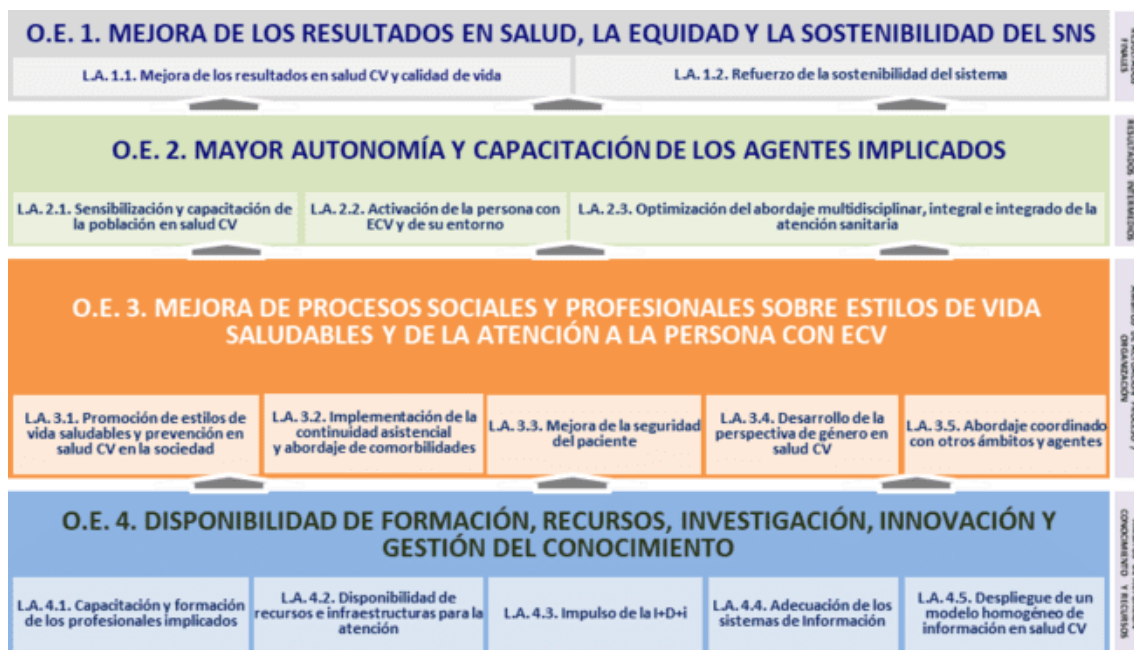 O.E. 1. MEJORA DE LOS RESULTADOS EN SALUD, LA EQUIDAD Y LA SOSTENIBILIDAD DEL SNS
L.A. 1.1. Mejora de los resultados en salud CV y calidad de vida
L.A. 1.2. Refuerzo de la sostenibilidad del sistema
FINALES
O.E. 2. MAYOR AUTONOMÍA Y CAPACITACIÓN DE LOS AGENTES IMPLICADOS
L.A. 2.1. Sensibilización y capacitación de
la población en salud CV
L.A. 2.2. Activación de la persona con
ECV y de su entorno
L.A. 2.3. Optimización del abordaje multidisciplinar, integral e integrado de la
atención sanitaria
RESULTADOS INTERMEDIOS
O.E. 3. MEJORA DE PROCESOS SOCIALES Y PROFESIONALES SOBRE ESTILOS DE VIDA
SALUDABLES Y DE LA ATENCIÓN A LA PERSONA CON ECV
L.A. 3.1. Promoción de estilos de
vida saludables y prevención en
salud CV en la sociedad
L.A. 3.2. Implementación de la
continuidad asistencial
y abordaje de comorbilidades
L.A. 3.3. Mejora de la seguridad
del paciente
L.A. 3.4. Desarrollo de la
perspectiva de género en
salud CV
L.A. 3.5. Abordaje coordinado
con otros ámbitos y agentes
ORGANIZACIÓN
O.E. 4. DISPONIBILIDAD DE FORMACIÓN, RECURSOS, INVESTIGACIÓN, INNOVACIÓN Y
GESTIÓN DEL CONOCIMIENTO
L.A. 4.1. Capacitación y formación
de los profesionales implicados
L.A. 4.2. Disponibilidad de
recursos e infraestructuras para la
atención
L.A. 4.3. Impulso de la I+D+i
L.A. 4.4. Adecuación de los
sistemas de Información
L.A. 4.5. Despliegue de un
modelo homogéneo de
información en salud CV
CONOCIMIENTO Y RECURSOS